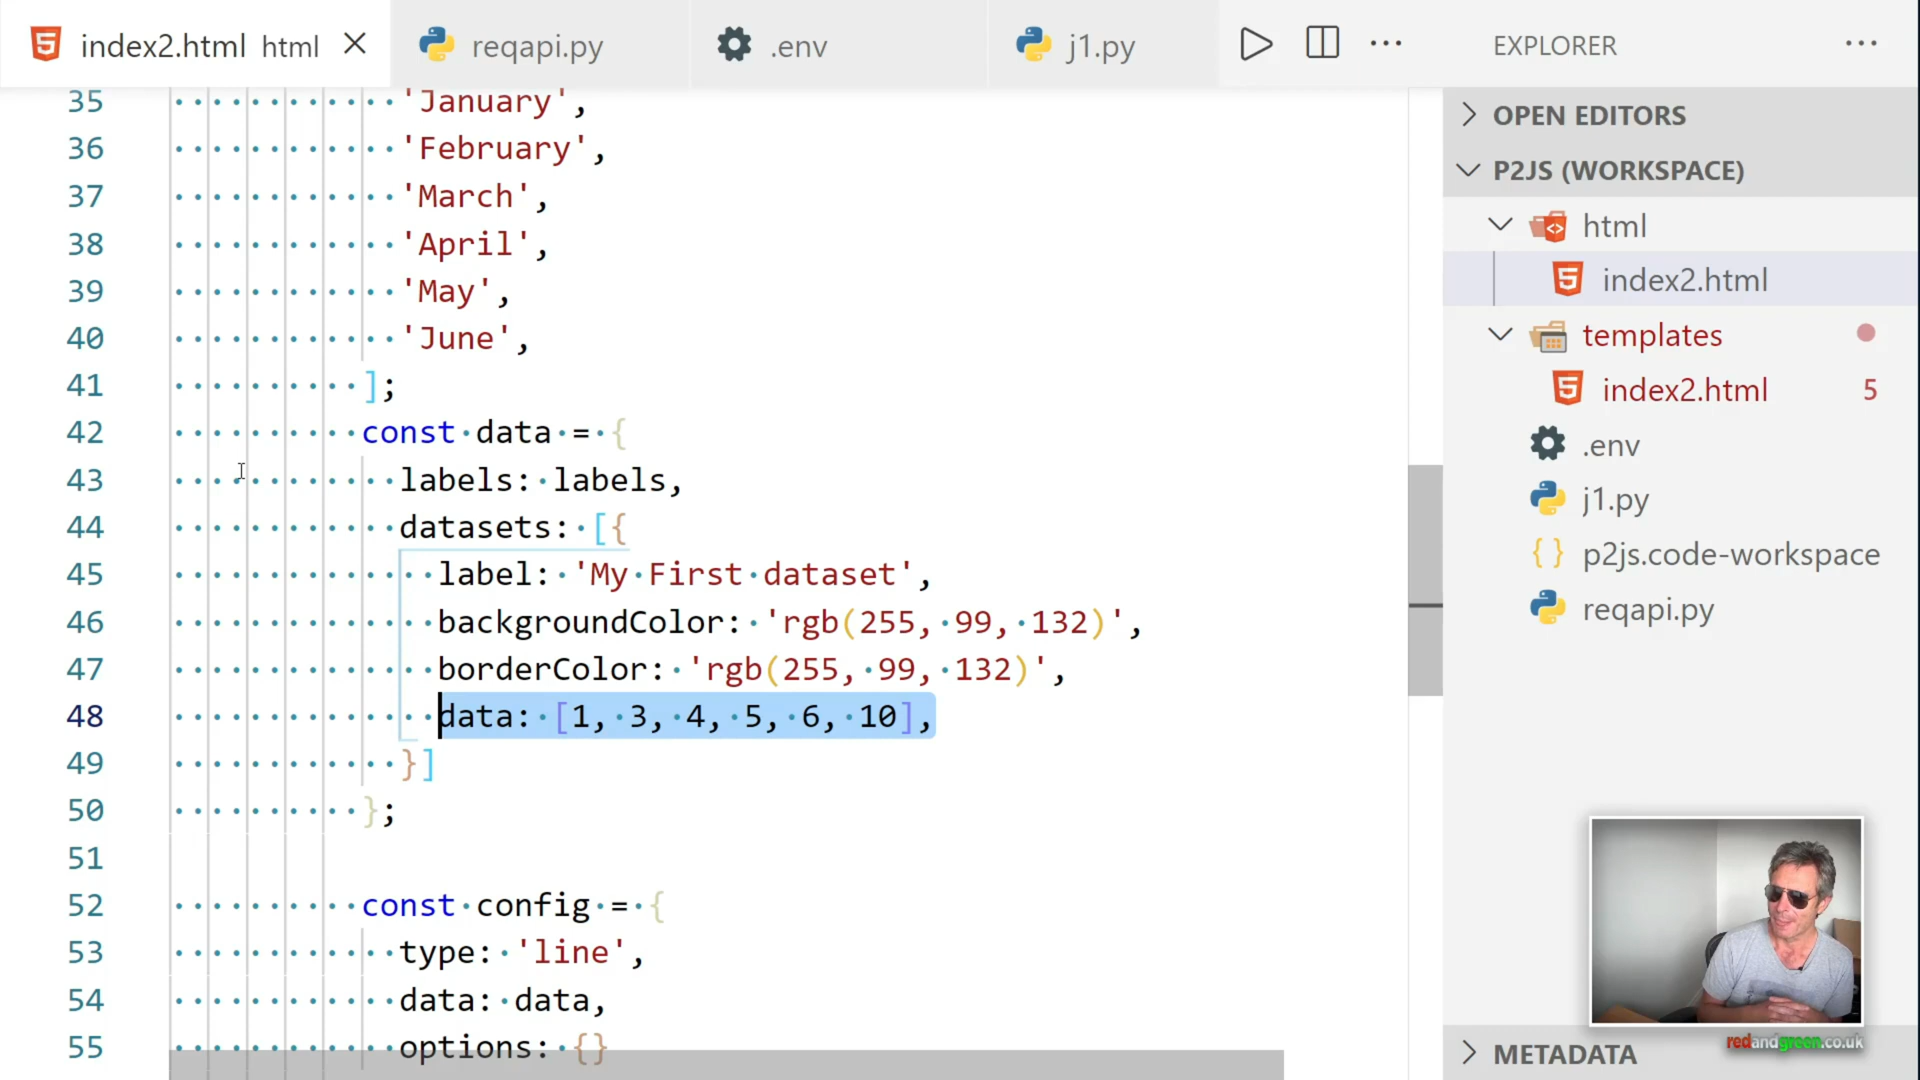 index2.html html
reqapi.py
.env
j1.py
EXPLORER
35 'January',
36 'February',
37 'March',
38 'April',
39 'May',
40 'June',
41 ];
42 const data = {
43 labels: labels,
44 datasets: [{
45 label: 'My First dataset',
46 backgroundColor: 'rgb(255, 99, 132)',
47 borderColor: 'rgb(255, 99, 132)',
48 data: [1, 3, 4, 5, 6, 10],
49 }]
50 };
51
52 const config = {
53 type: 'line',
54 data: data,
55 options: {}
OPEN EDITORS
P2JS (WORKSPACE)
html
index2.html
templates
index2.html 5
.env
j1.py
p2js.code-workspace
reqapi.py
redandgreen.co.uk
METADATA